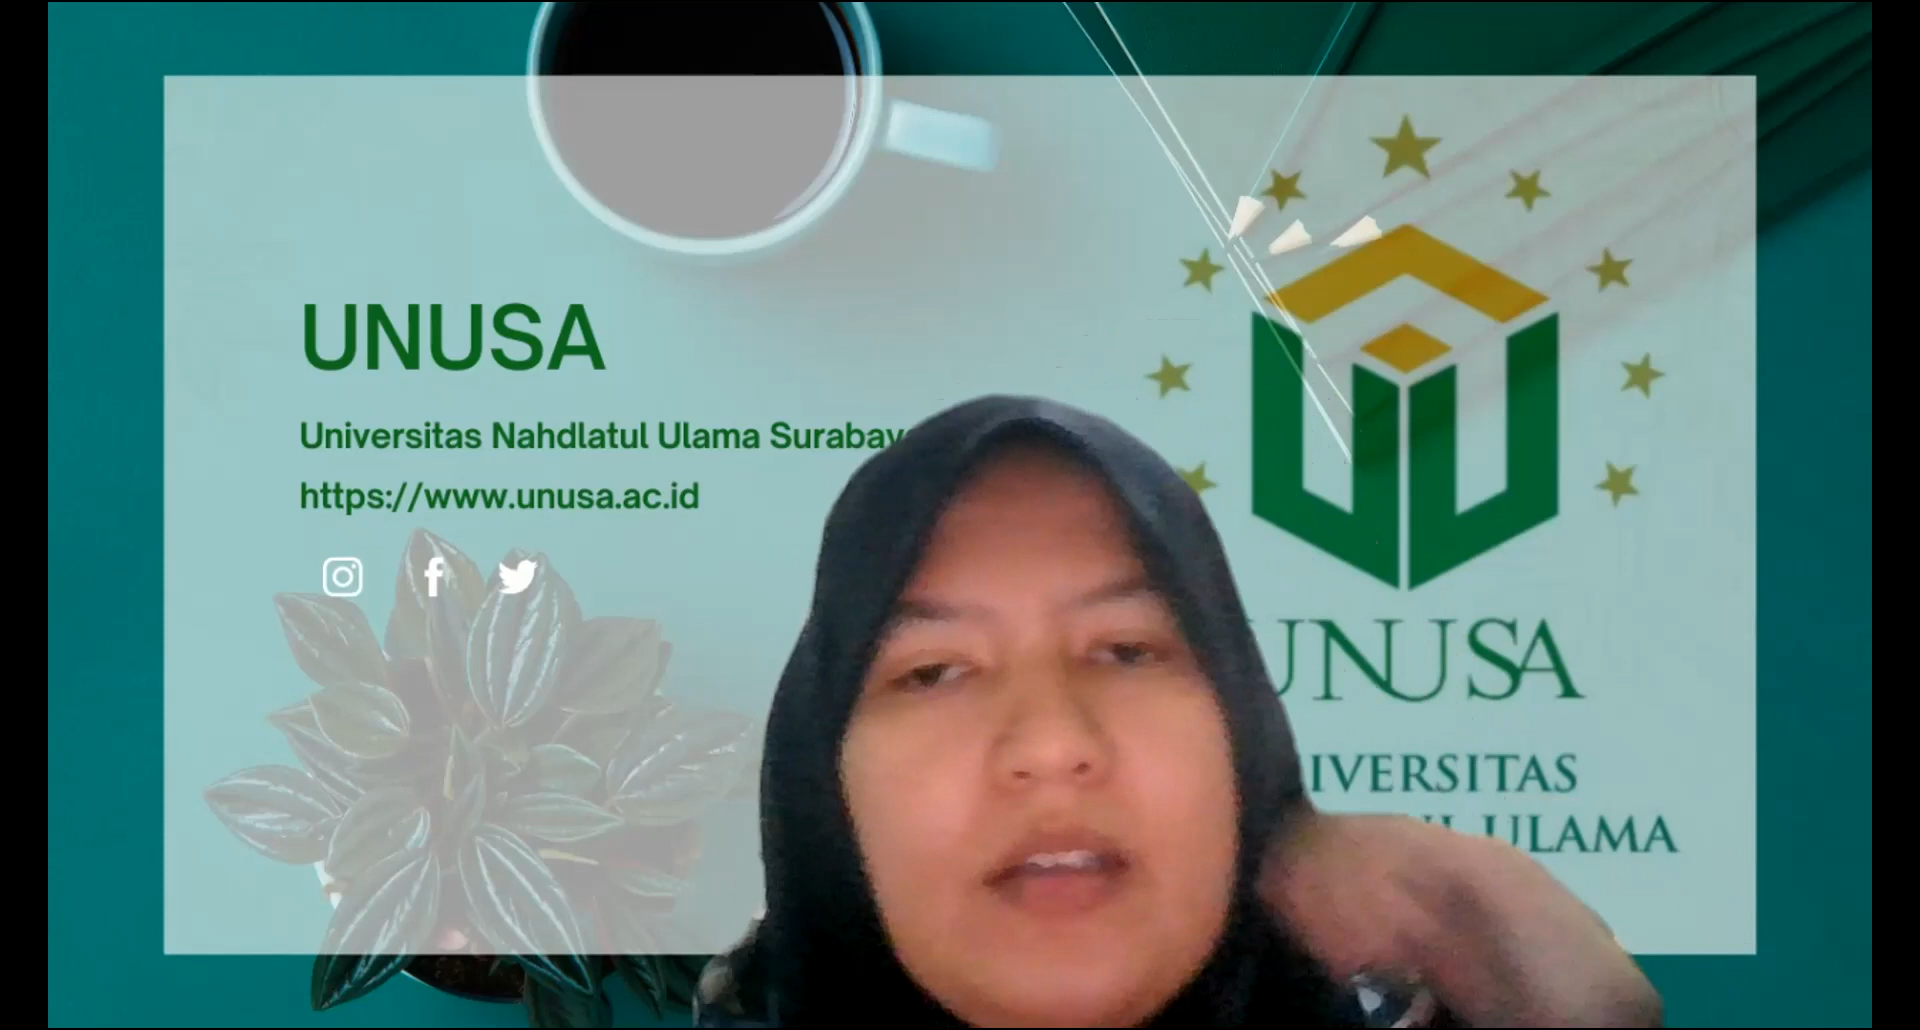 UNUSA
Universitas Nahdlatul Ulama Surabay
https://www.unusa.ac.id
UNUSA
IVERSITAS
ULAMA